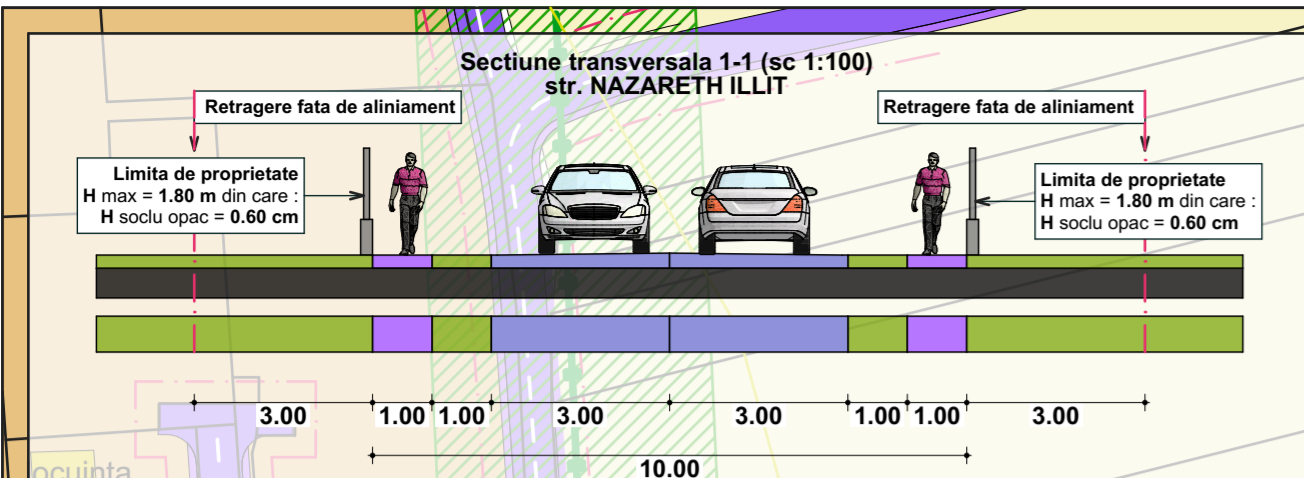 Sectiune transversala 1-1 (sc 1:100)
str. NAZARETH ILLIT
Retragere fata de aliniament
Retragere fata de aliniament
Limita de proprietate
H max = 1.80 m din care :
H soclu opac = 0.60 cm
Limita de proprietate
H max = 1.80 m din care :
H soclu opac = 0.60 cm
3.00 1.00 1.00 3.00 3.00 1.00 1.00 3.00
10.00
ocuinta